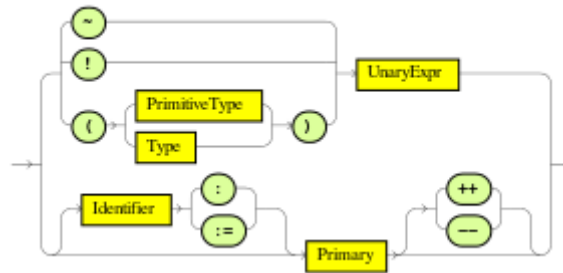 ~
!
UnaryExpr
( PrimitiveType )
Type
Identifier : ++
:= --
Primary